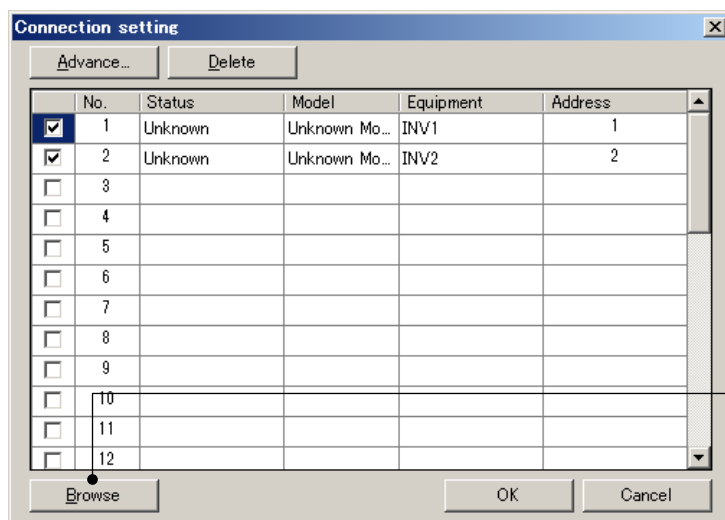 Connection setting
Advance... Delete
No. Status Model Equipment Address
1 Unknown Unknown Mo... INV1 1
2 Unknown Unknown Mo... INV2 2
3
4
5
6
7
8
9
10
11
12
Browse OK Cancel